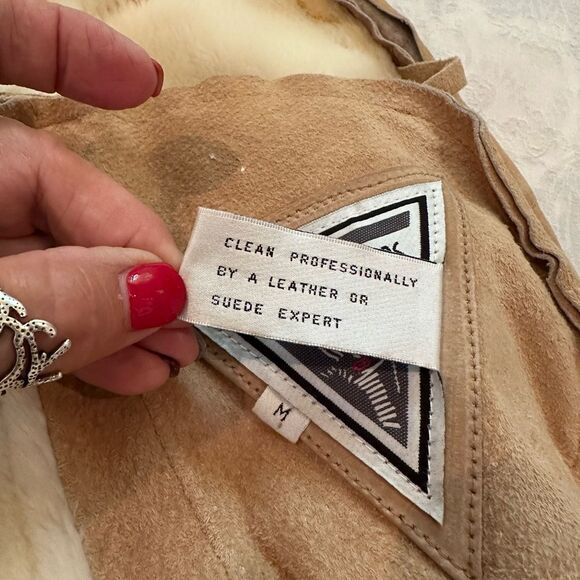 CLEAN PROFESSIONALLY
BY A LEATHER OR
SUEDE EXPERT
M